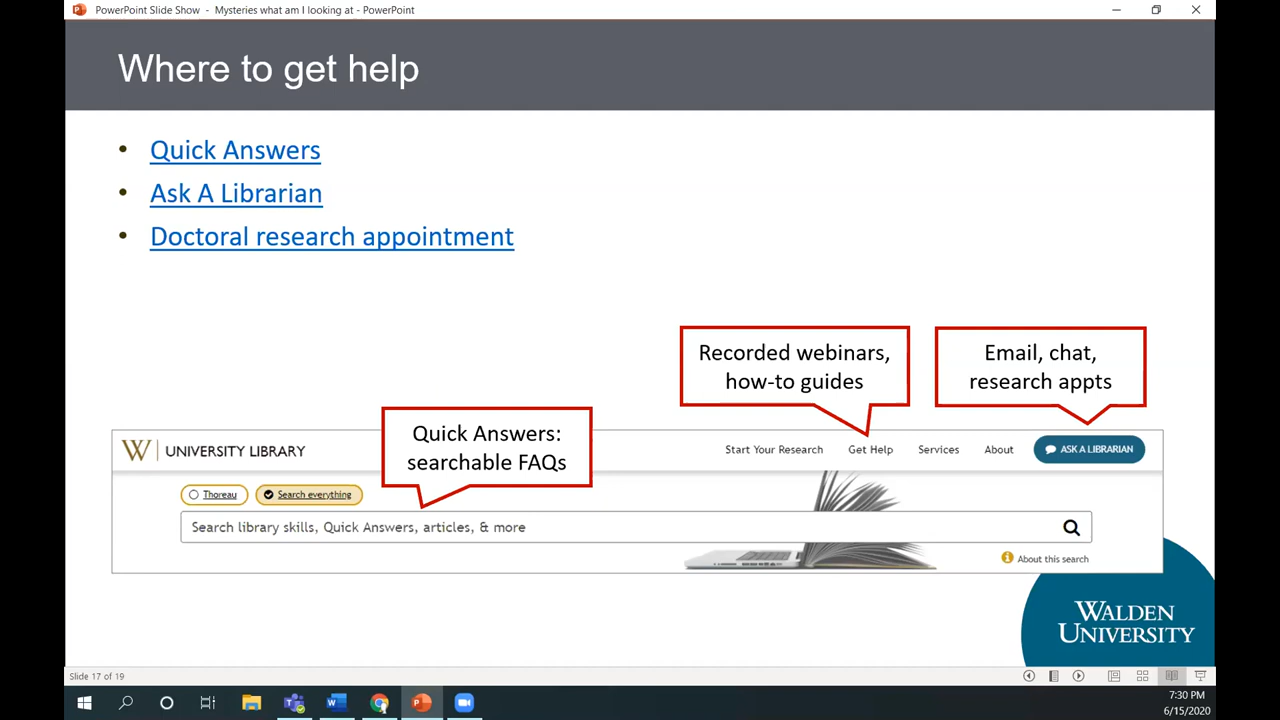 PowerPoint Slide Show - Mysteries what am I looking at - PowerPoint
Where to get help
• Quick Answers
• Ask A Librarian
• Doctoral research appointment
Recorded webinars,
how-to guides
Email, chat,
research appts
Quick Answers:
searchable FAQs
W UNIVERSITY LIBRARY
Start Your Research Get Help Services About ASK A LIBRARIAN
Thoreau Search everything
Search library skills, Quick Answers, articles, & more
i About this search
WALDEN
UNIVERSITY
Slide 17 of 19
7:30 PM
6/15/2020